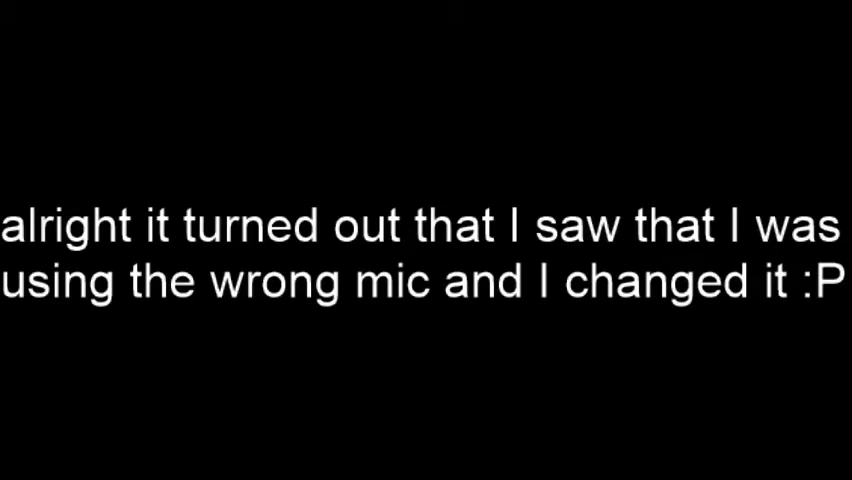 alright it turned out that I saw that I was
using the wrong mic and I changed it :P